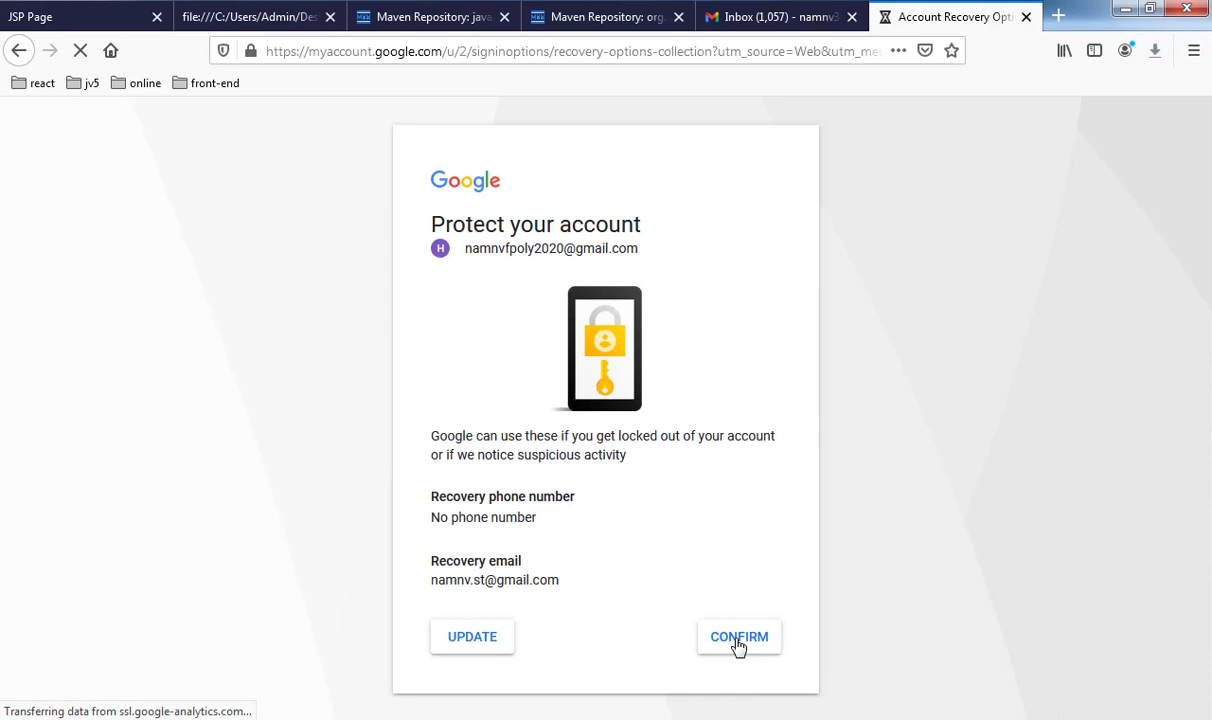 JSP Page
file:///C:/Users/Admin/Des
Maven Repository: java
Maven Repository: org.
Inbox (1,057) - namnv3
Account Recovery Opti
https://myaccount.google.com/u/2/signinoptions/recovery-options-collection?utm_source=Web&utm_me
react
jv5
online
front-end
Google
Protect your account
H
namnvfpoly2020@gmail.com
Google can use these if you get locked out of your account
or if we notice suspicious activity
Recovery phone number
No phone number
Recovery email
namnv.st@gmail.com
UPDATE
CONFIRM
Transferring data from ssl.google-analytics.com...